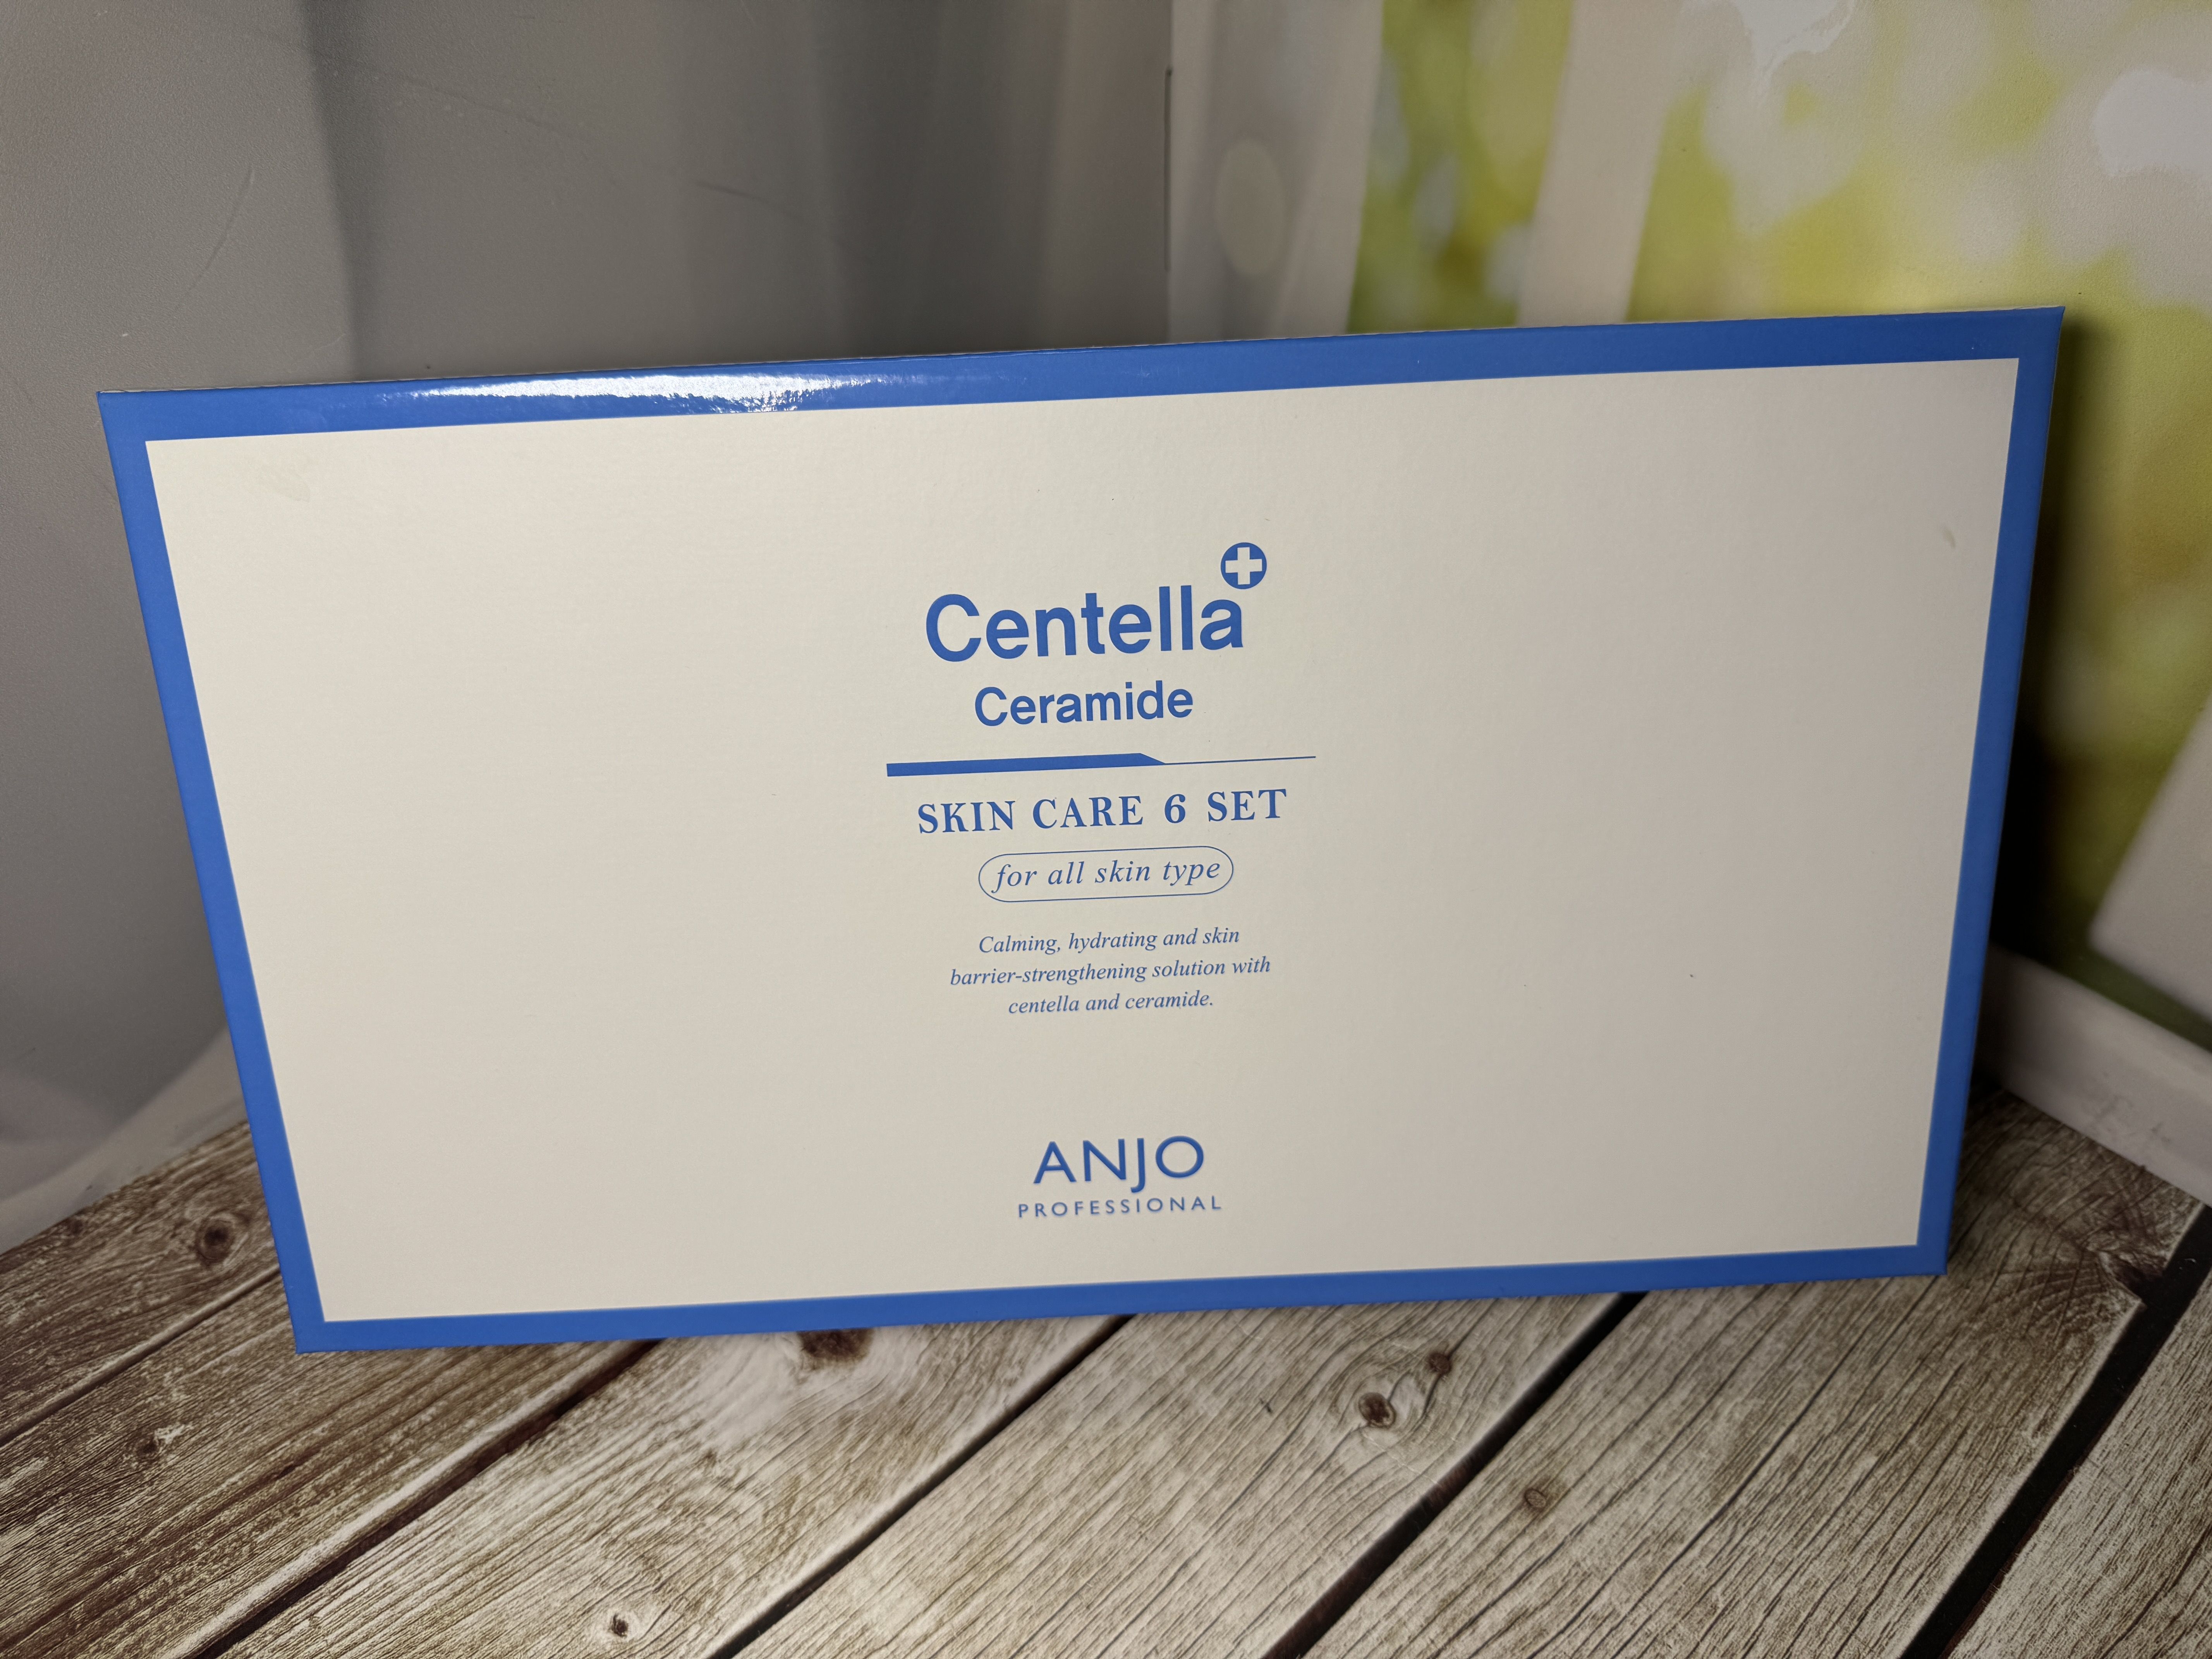 Centella
Ceramide
SKIN CARE 6 SET
for all skin type
Calming, hydrating and skin
barrier-strengthening solution with
centella and ceramide.
ANJO
PROFESSIONAL